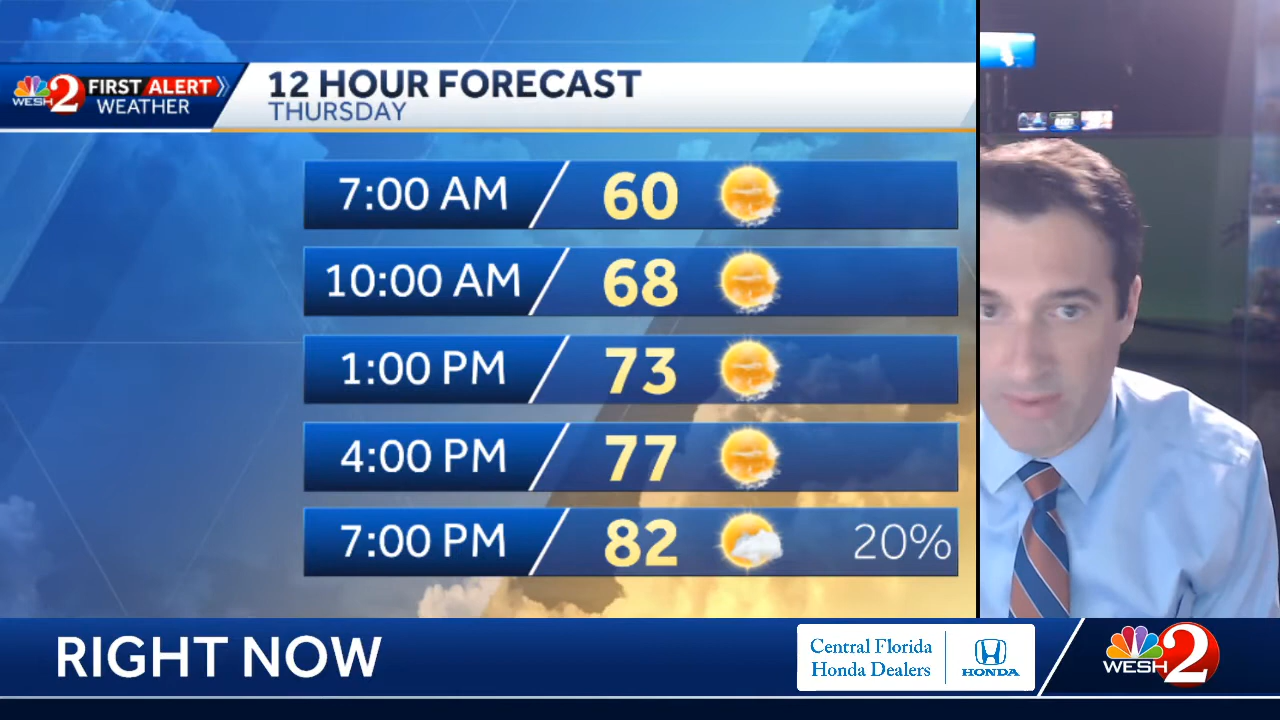 WESH 2 FIRST ALERT
WEATHER
12 HOUR FORECAST
THURSDAY
7:00 AM 60
10:00 AM 68
1:00 PM 73
4:00 PM 77
7:00 PM 82 20%
RIGHT NOW
Central Florida
Honda Dealers
HONDA
WESH 2